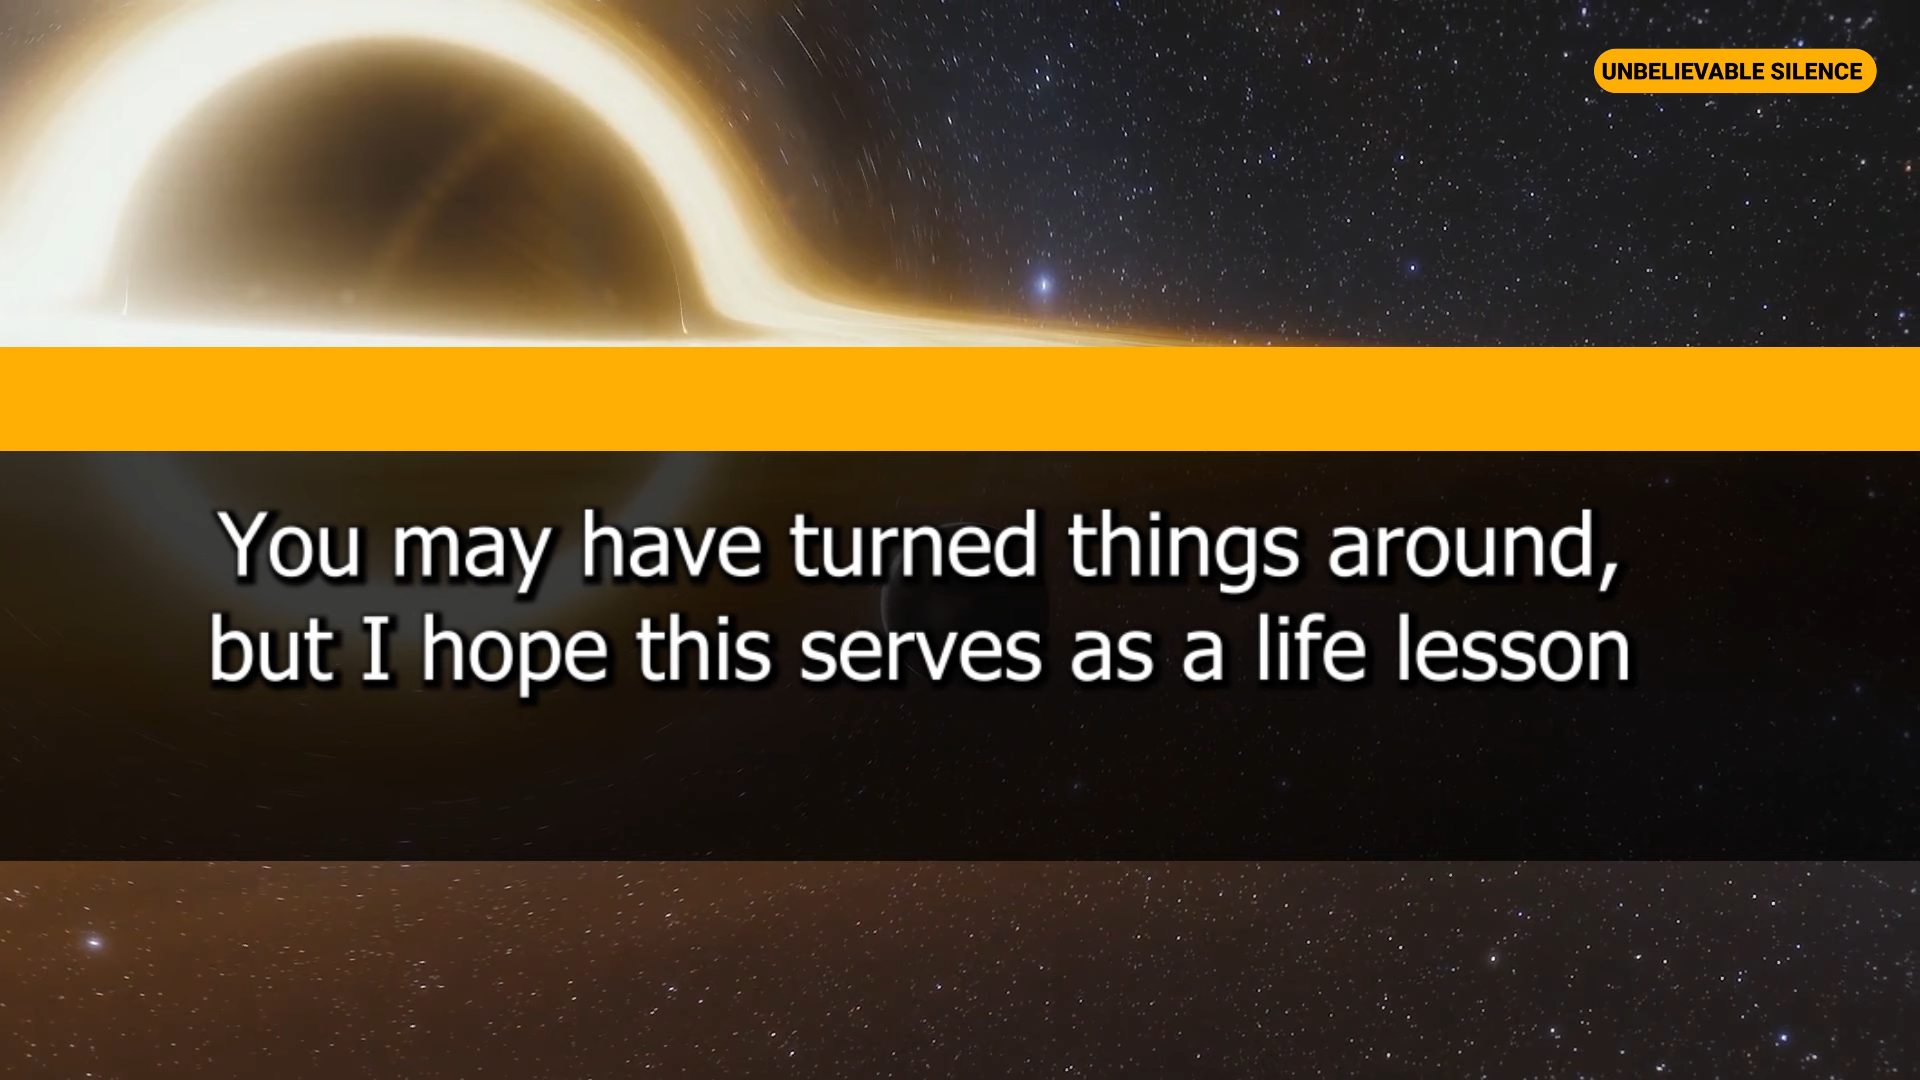 UNBELIEVABLE SILENCE
You may have turned things around,
but I hope this serves as a life lesson